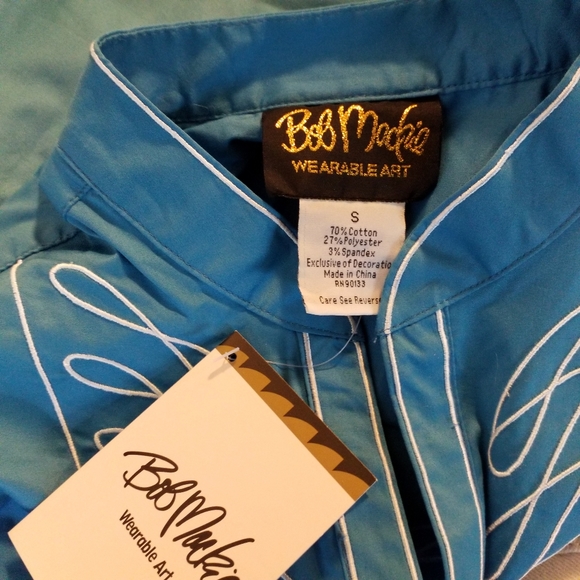 Bob Mackie
WEARABLE ART
S
70% Cotton
27% Polyester
3% Spandex
Exclusive of Decoratio
Made in China
RN90133
Care See Reverse
Bob Mackie
Wearable Art